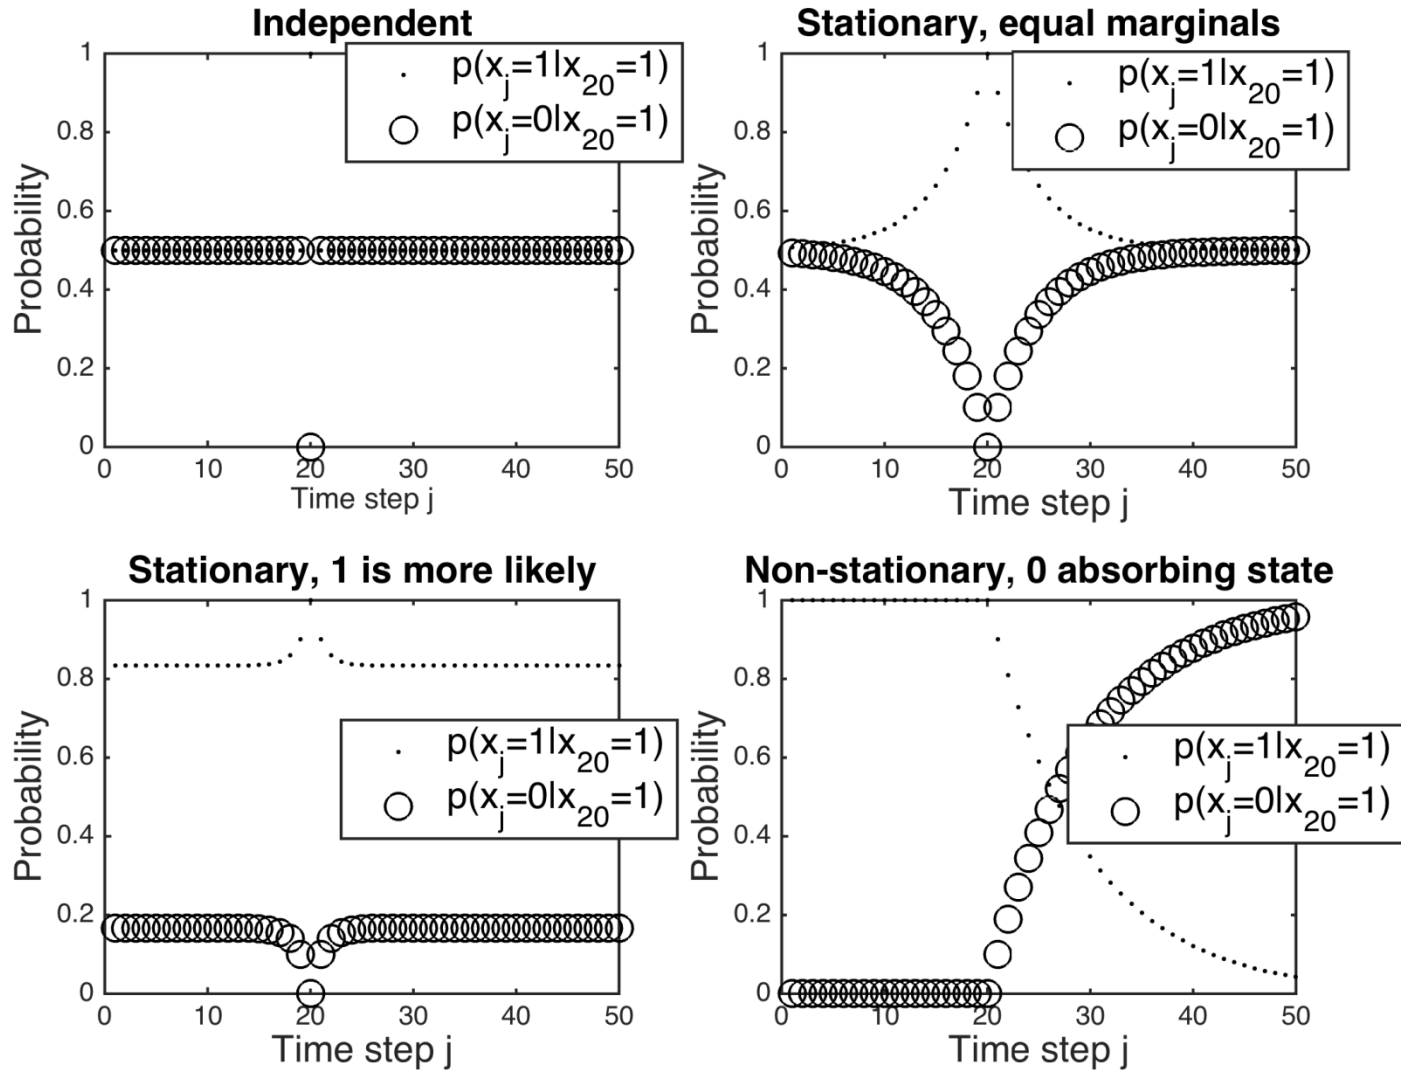 Independent
p(x_j=1|x_20=1)
p(x_j=0|x_20=1)
Probability
1
0.8
0.6
0.4
0.2
0
0 10 20 30 40 50
Time step j
Stationary, equal marginals
p(x_j=1|x_20=1)
p(x_j=0|x_20=1)
Probability
1
0.8
0.6
0.4
0.2
0
0 10 20 30 40 50
Time step j
Stationary, 1 is more likely
p(x_j=1|x_20=1)
p(x_j=0|x_20=1)
Probability
1
0.8
0.6
0.4
0.2
0
0 10 20 30 40 50
Time step j
Non-stationary, 0 absorbing state
p(x_j=1|x_20=1)
p(x_j=0|x_20=1)
Probability
1
0.8
0.6
0.4
0.2
0
0 10 20 30 40 50
Time step j